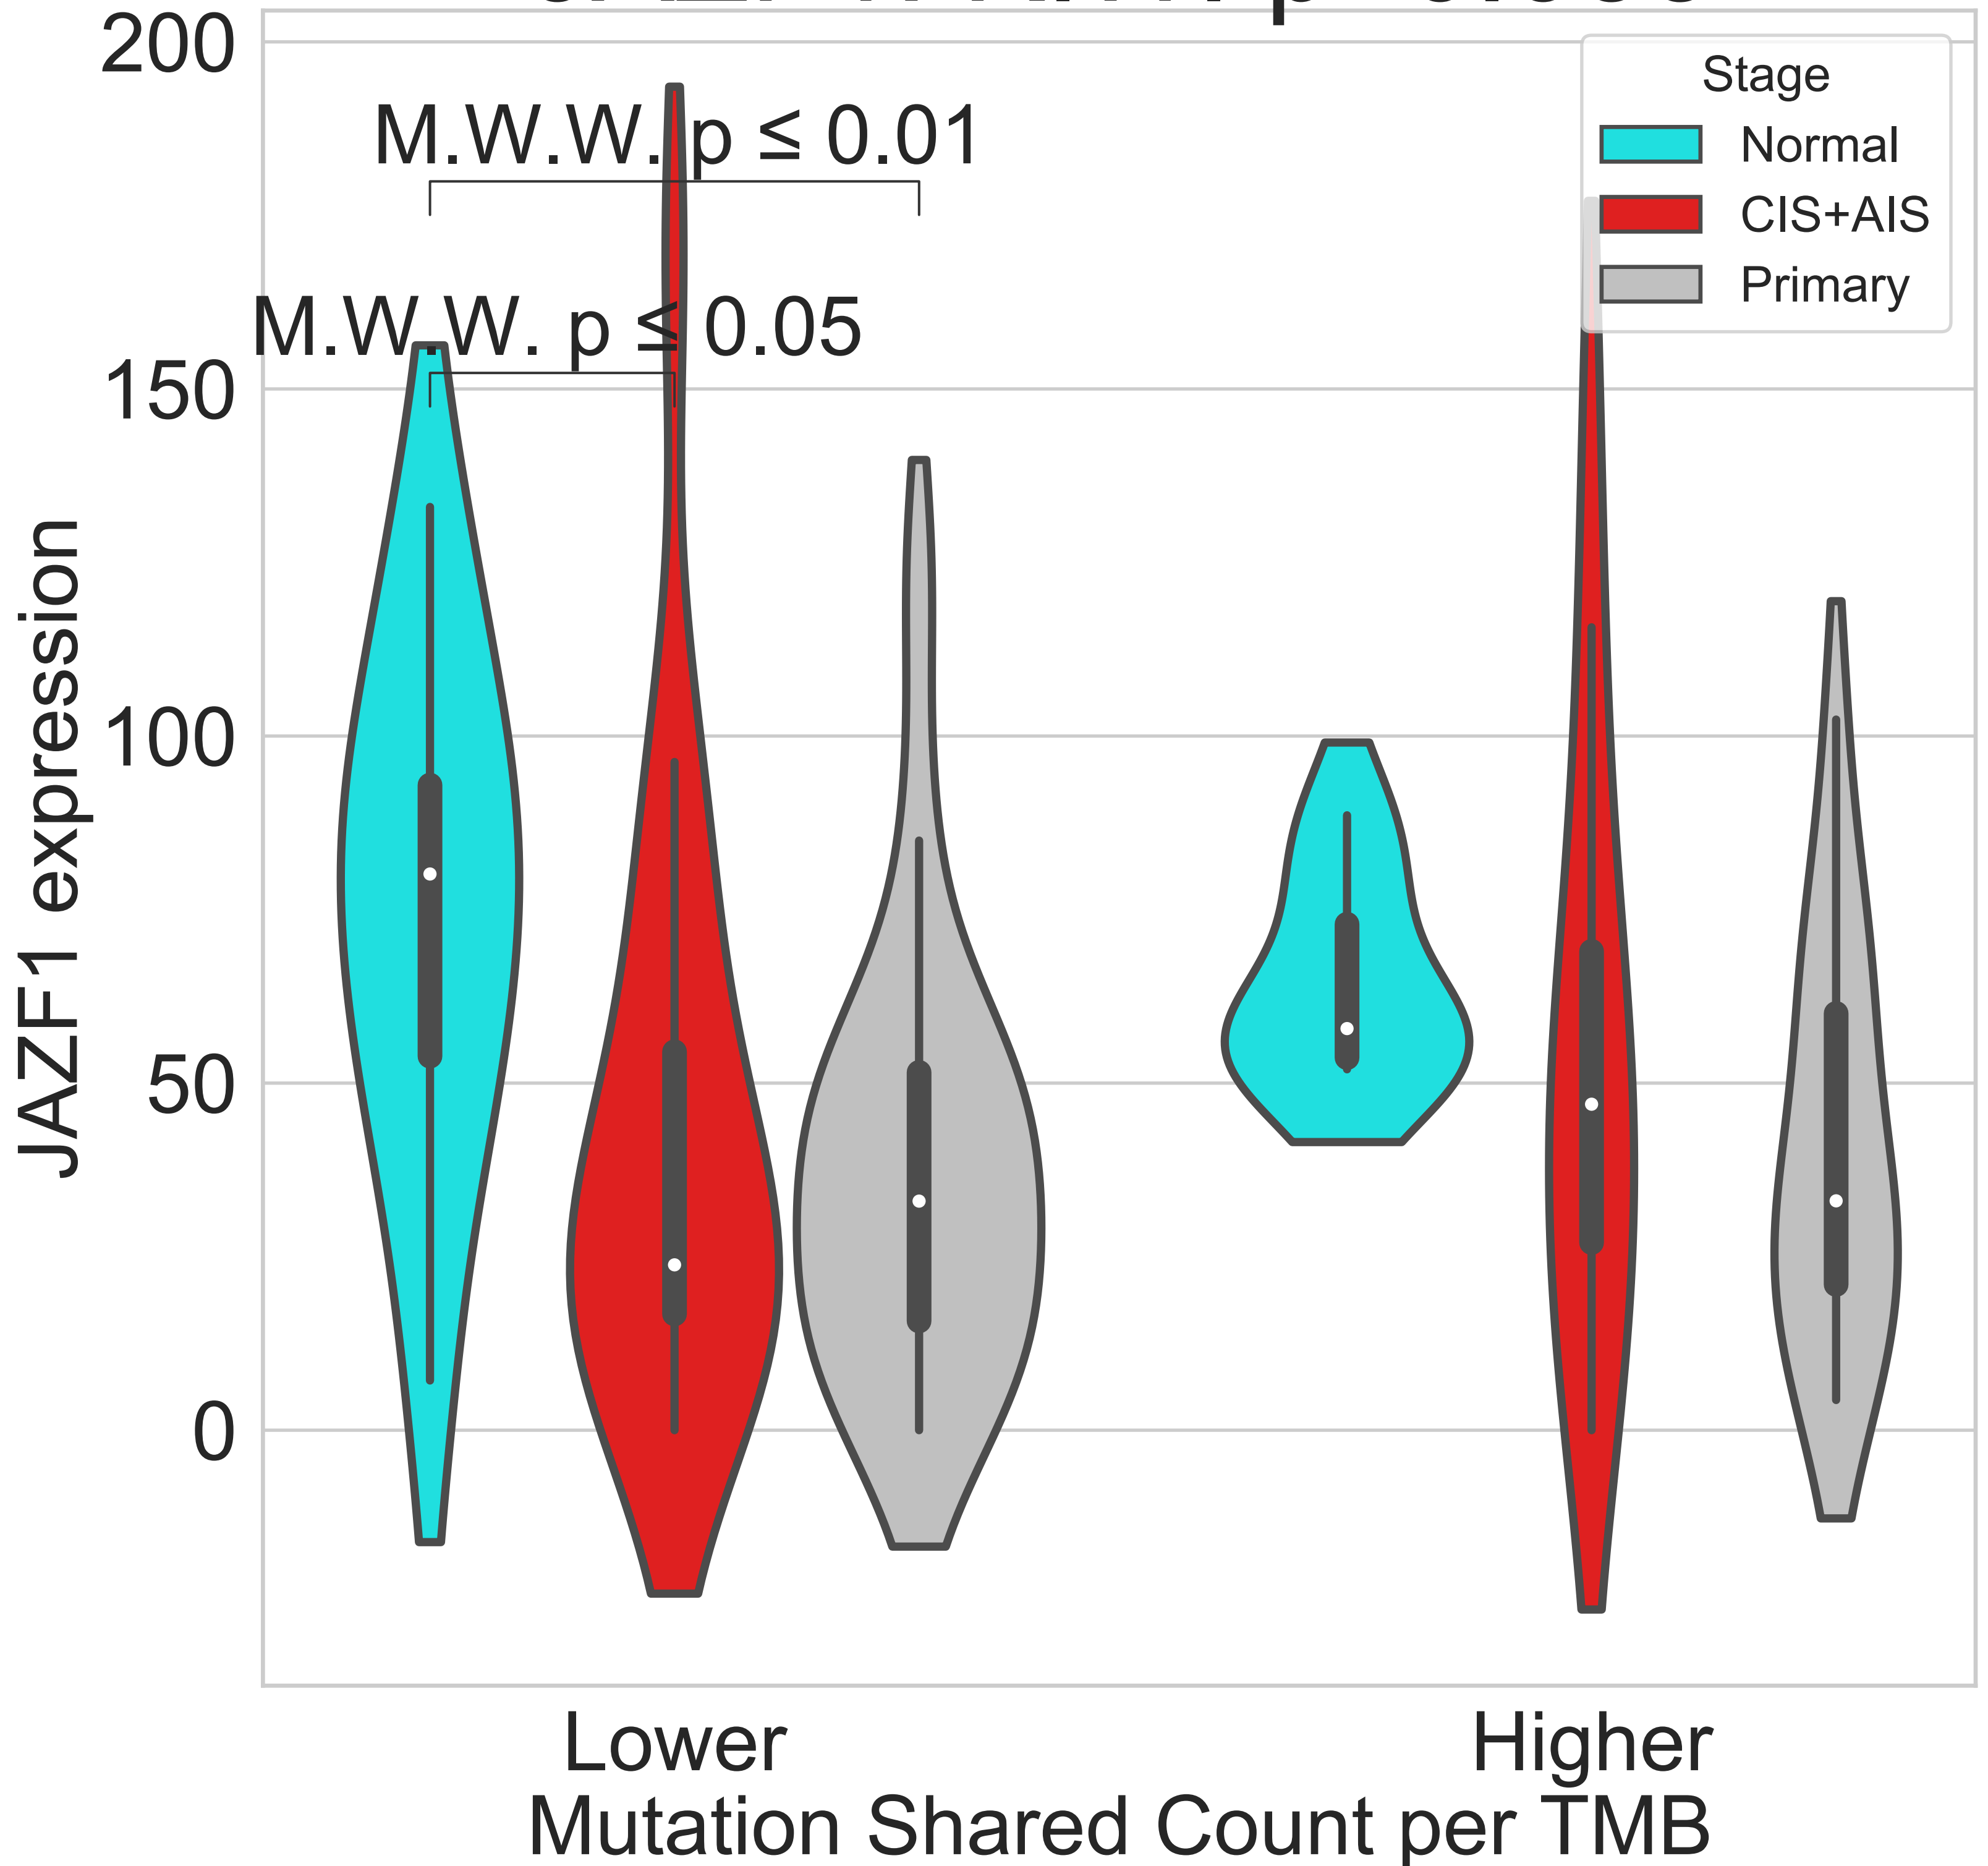 200
M.W.W. p ≤ 0.01
M.W.W. p ≤ 0.05
150
100
50
0
JAZF1 expression
Stage
Normal
CIS+AIS
Primary
Lower
Higher
Mutation Shared Count per TMB